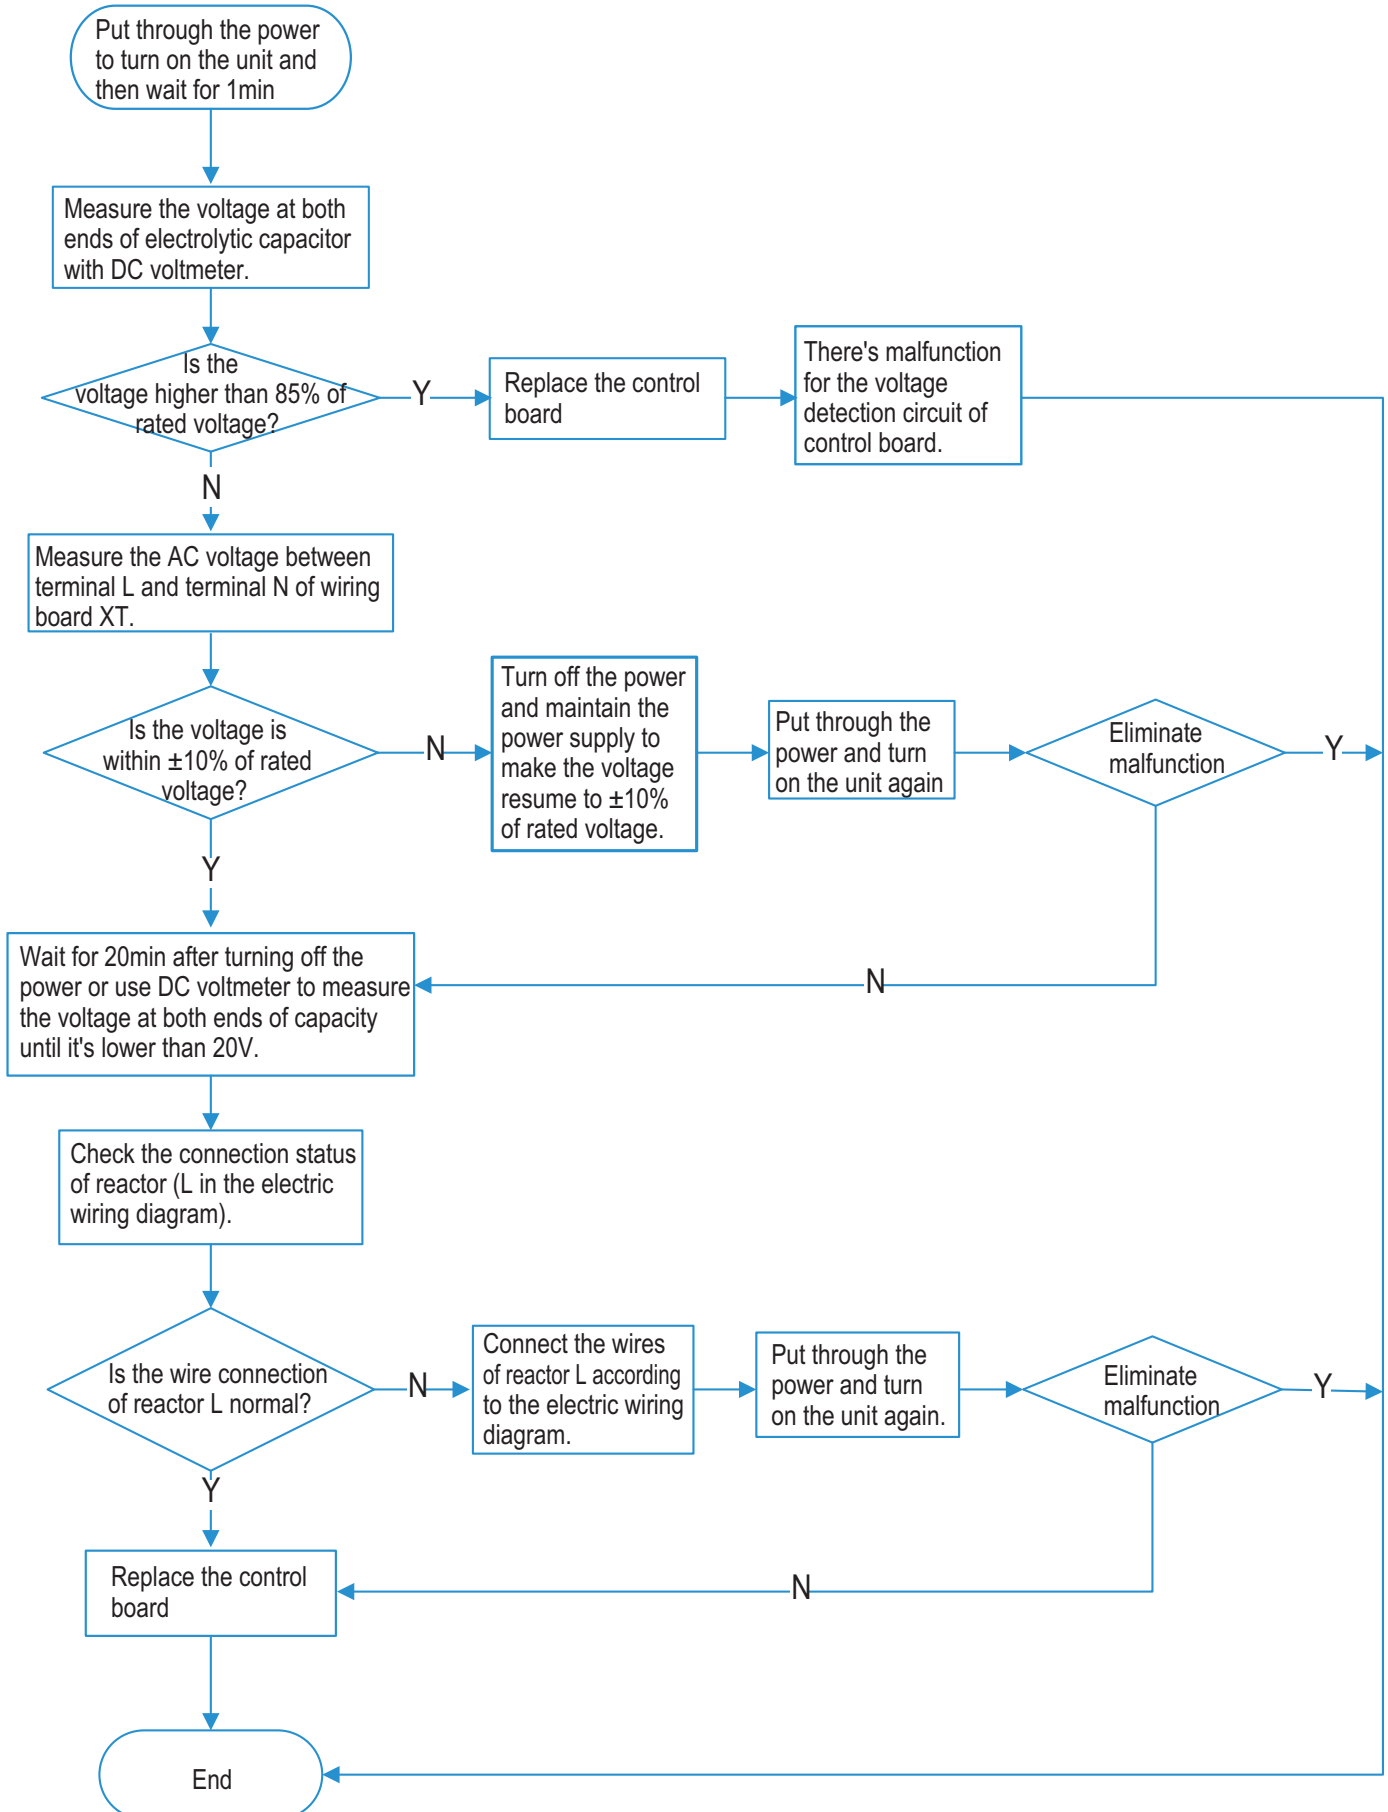 Put through the power
to turn on the unit and
then wait for 1min
Measure the voltage at both
ends of electrolytic capacitor
with DC voltmeter.
Is the
voltage higher than 85% of
rated voltage?
Y
Replace the control
board
There's malfunction
for the voltage
detection circuit of
control board.
N
Measure the AC voltage between
terminal L and terminal N of wiring
board XT.
Is the voltage is
within ±10% of rated
voltage?
N
Turn off the power
and maintain the
power supply to
make the voltage
resume to ±10%
of rated voltage.
Put through the
power and turn
on the unit again
Eliminate
malfunction
Y
Y
N
Wait for 20min after turning off the
power or use DC voltmeter to measure
the voltage at both ends of capacity
until it's lower than 20V.
Check the connection status
of reactor (L in the electric
wiring diagram).
Is the wire connection
of reactor L normal?
N
Connect the wires
of reactor L according
to the electric wiring
diagram.
Put through the
power and turn
on the unit again.
Eliminate
malfunction
Y
Y
N
Replace the control
board
End